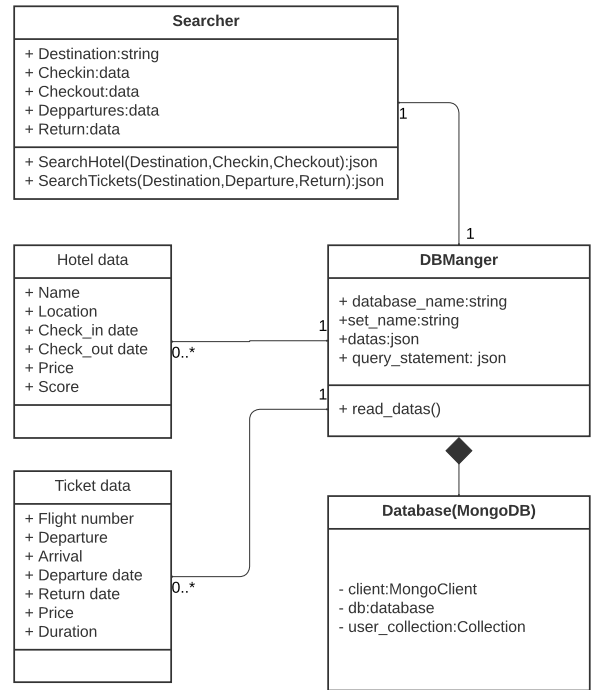 Searcher
+ Destination:string
+ Checkin:data
+ Checkout:data
+ Deppartures:data
+ Return:data
+ SearchHotel(Destination,Checkin,Checkout):json
+ SearchTickets(Destination,Departure,Return):json
1
1
Hotel data
+ Name
+ Location
+ Check_in date
+ Check_out date
+ Price
+ Score
0..*
1
DBManger
+ database_name:string
+set_name:string
+datas:json
+ query_statement: json
+ read_datas()
1
Ticket data
+ Flight number
+ Departure
+ Arrival
+ Departure date
+ Return date
+ Price
+ Duration
0..*
Database(MongoDB)
- client:MongoClient
- db:database
- user_collection:Collection